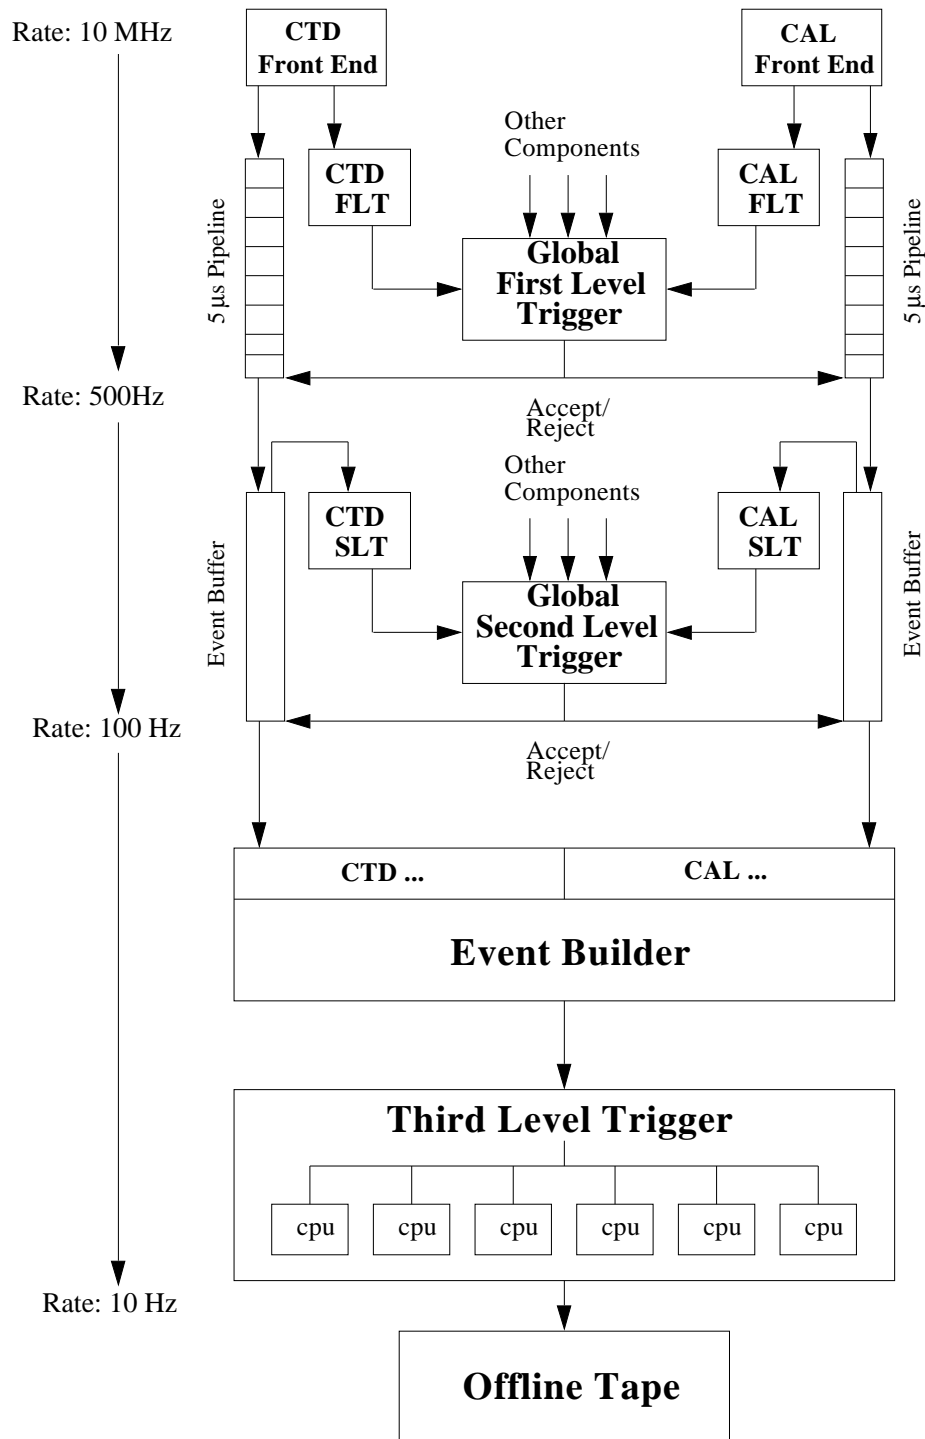 Rate: 10 MHz
CTD
Front End
CAL
Front End
Other
Components
CTD
FLT
CAL
FLT
5 μs Pipeline
5 μs Pipeline
Global
First Level
Trigger
Rate: 500Hz
Accept/
Reject
Other
Components
CTD
SLT
CAL
SLT
Event Buffer
Event Buffer
Global
Second Level
Trigger
Rate: 100 Hz
Accept/
Reject
CTD ...
CAL ...
Event Builder
Third Level Trigger
cpu
cpu
cpu
cpu
cpu
cpu
Rate: 10 Hz
Offline Tape